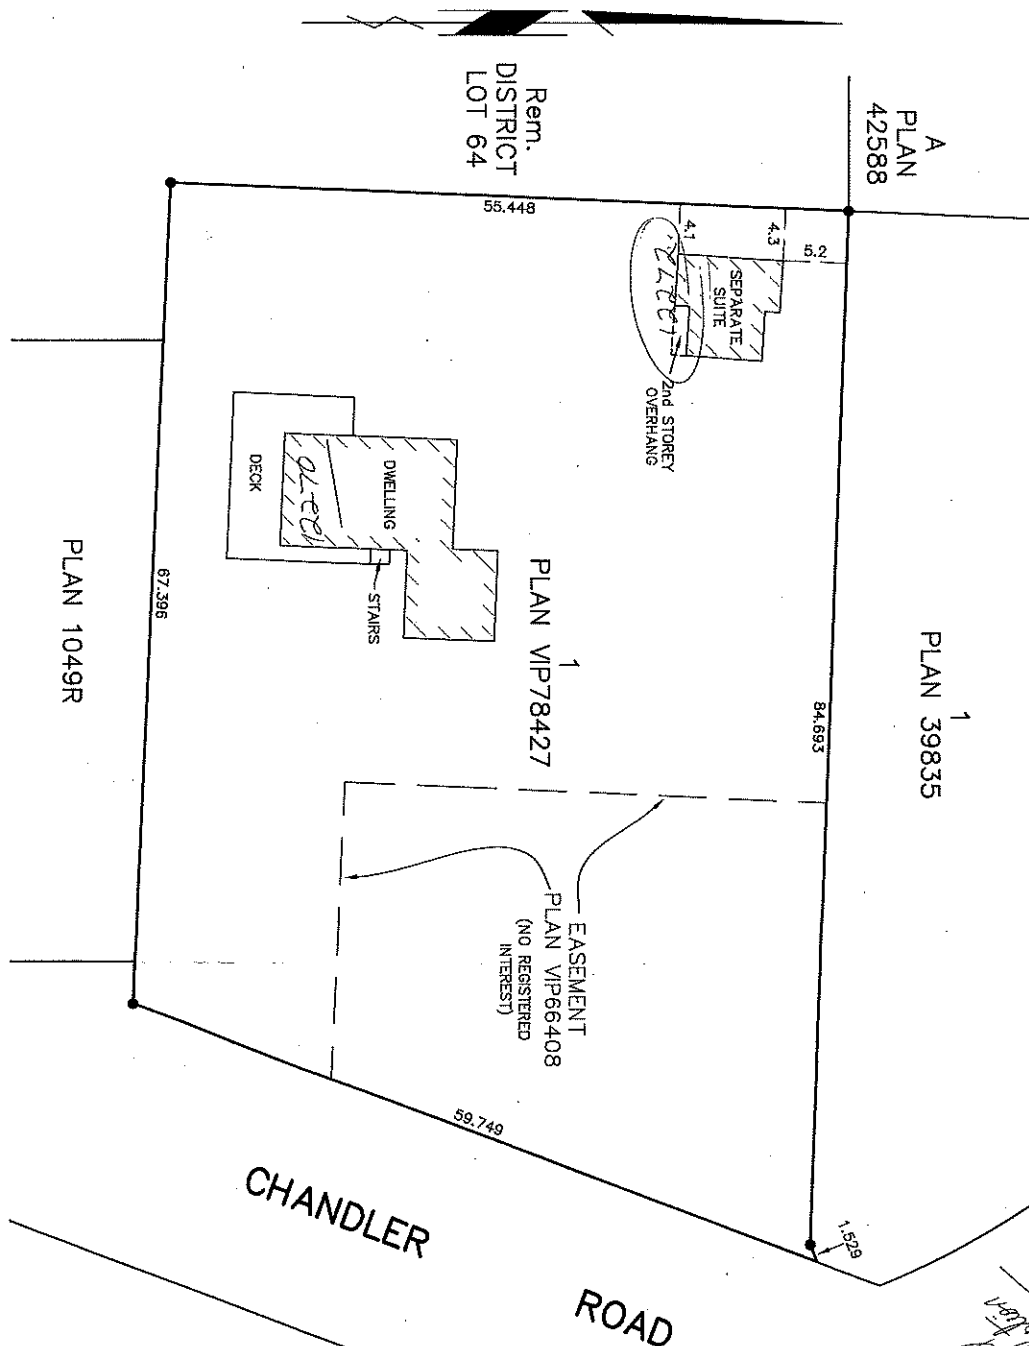 A
PLAN
42588
Rem.
DISTRICT
LOT 64
55.448
4.1
4.3
5.2
SEPARATE
SUITE
2nd STOREY
OVERHANG
DECK
DWELLING
STAIRS
1
PLAN VIP78427
1
PLAN 39835
84.693
67.396
PLAN 1049R
EASEMENT
PLAN VIP66408
(NO REGISTERED
INTEREST)
59.749
1.529
CHANDLER
ROAD